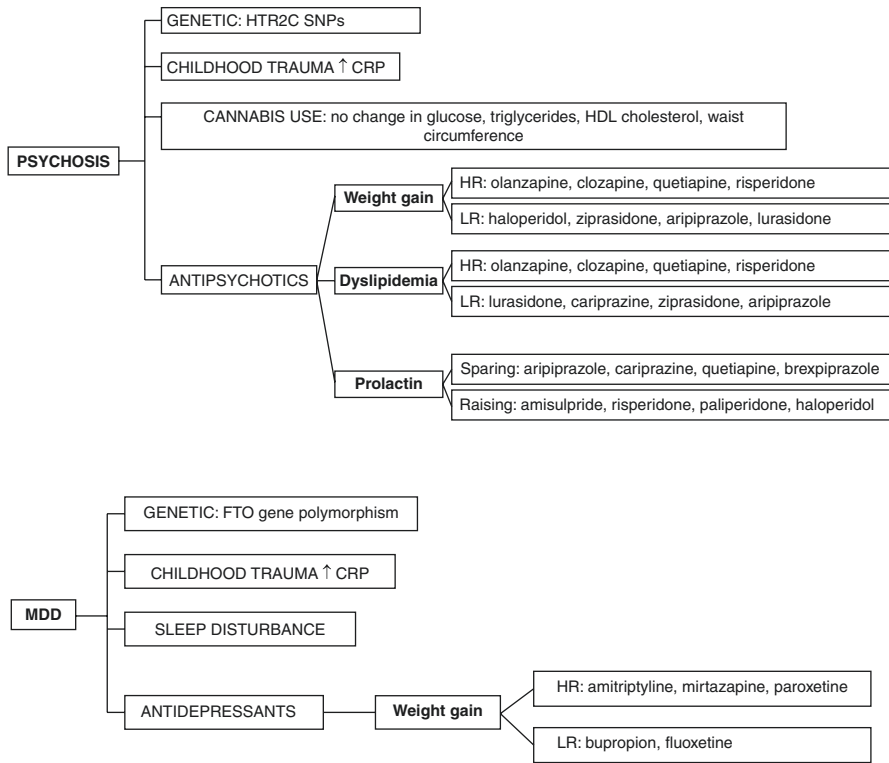 GENETIC: HTR2C SNPs
CHILDHOOD TRAUMA ↑ CRP
CANNABIS USE: no change in glucose, triglycerides, HDL cholesterol, waist
circumference
PSYCHOSIS
ANTIPSYCHOTICS
Weight gain
HR: olanzapine, clozapine, quetiapine, risperidone
LR: haloperidol, ziprasidone, aripiprazole, lurasidone
Dyslipidemia
HR: olanzapine, clozapine, quetiapine, risperidone
LR: lurasidone, cariprazine, ziprasidone, aripiprazole
Prolactin
Sparing: aripiprazole, cariprazine, quetiapine, brexpiprazole
Raising: amisulpride, risperidone, paliperidone, haloperidol
GENETIC: FTO gene polymorphism
CHILDHOOD TRAUMA ↑ CRP
MDD
SLEEP DISTURBANCE
ANTIDEPRESSANTS
Weight gain
HR: amitriptyline, mirtazapine, paroxetine
LR: bupropion, fluoxetine